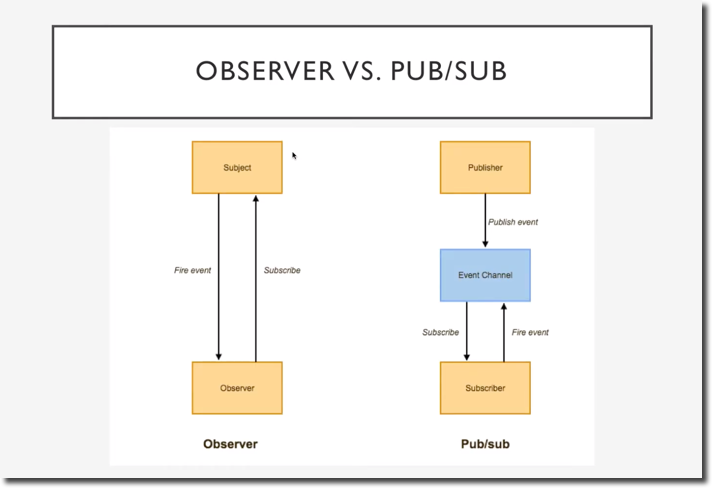 OBSERVER VS. PUB/SUB
Subject
Fire event
Subscribe
Observer
Observer
Publisher
Publish event
Event Channel
Subscribe
Fire event
Subscriber
Pub/sub